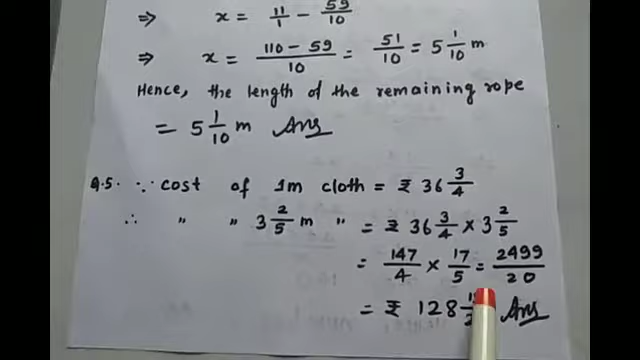 ⇒ x = 11/1 - 59/10
⇒ x = (110 - 59)/10 = 51/10 = 5 1/10 m
Hence, the length of the remaining rope
= 5 1/10 m Ans
Q.5. ∵ cost of 1m cloth = ₹ 36 3/4
∴ " " 3 2/5 m " = ₹ 36 3/4 × 3 2/5
= 147/4 × 17/5 = 2499/20
= ₹ 128 Ans